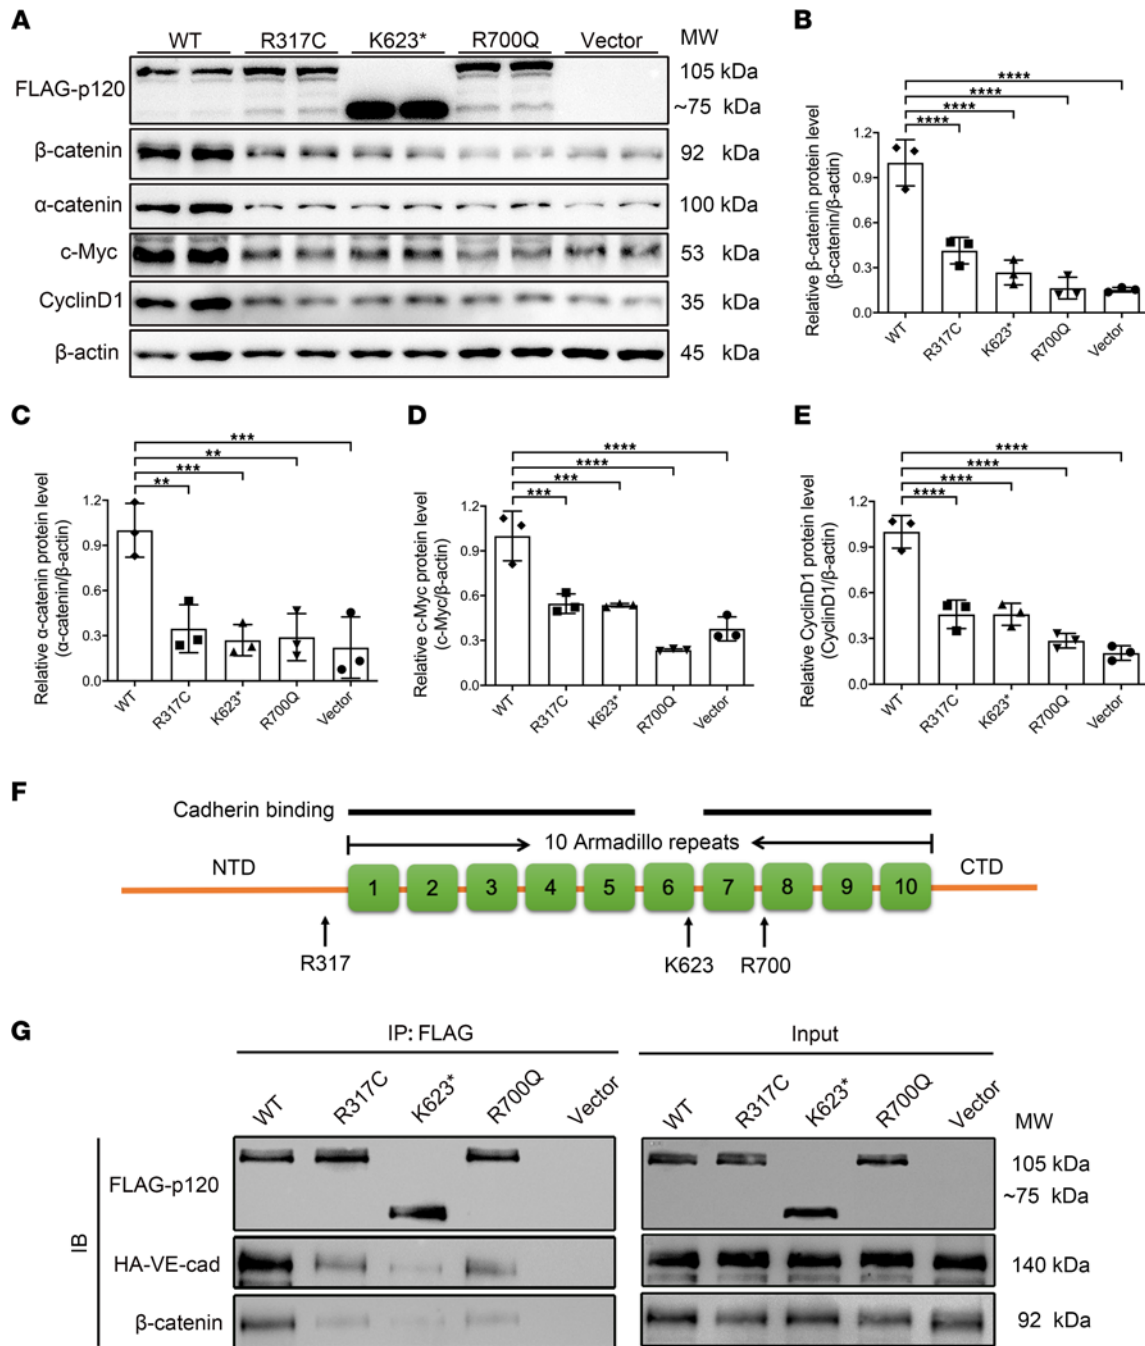 A
WT R317C K623* R700Q Vector MW
FLAG-p120 105 kDa
~75 kDa
β-catenin 92 kDa
α-catenin 100 kDa
c-Myc 53 kDa
CyclinD1 35 kDa
β-actin 45 kDa
B
****
****
****
****
Relative β-catenin protein level
(β-catenin/β-actin)
1.2
0.9
0.6
0.3
0.0
WT R317C K623* R700Q Vector
C
***
**
***
**
Relative α-catenin protein level
(α-catenin/β-actin)
1.2
0.9
0.6
0.3
0.0
WT R317C K623* R700Q Vector
D
****
****
***
***
Relative c-Myc protein level
(c-Myc/β-actin)
1.2
0.9
0.6
0.3
0.0
WT R317C K623* R700Q Vector
E
****
****
****
****
Relative CyclinD1 protein level
(CyclinD1/β-actin)
1.2
0.9
0.6
0.3
0.0
WT R317C K623* R700Q Vector
F
Cadherin binding
10 Armadillo repeats
NTD CTD
1 2 3 4 5 6 7 8 9 10
R317 K623 R700
G
IP: FLAG Input
WT R317C K623* R700Q Vector WT R317C K623* R700Q Vector MW
IB
FLAG-p120 105 kDa
~75 kDa
HA-VE-cad 140 kDa
β-catenin 92 kDa